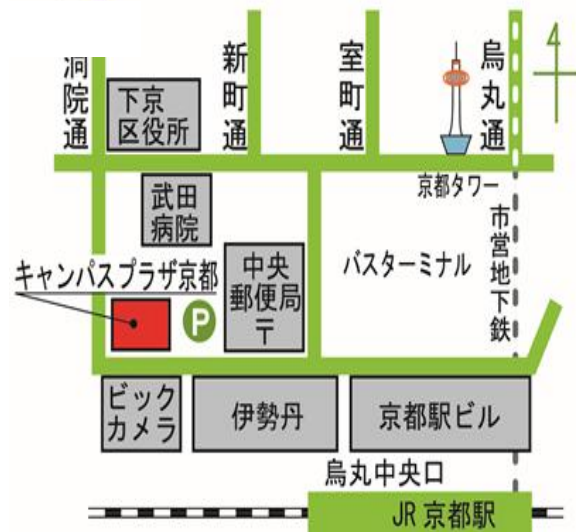 洞院通
新町通
室町通
烏丸通
4
下京
区役所
京都タワー
市営地下鉄
武田
病院
中央
郵便局
〒
バスターミナル
キャンパスプラザ京都
P
ビック
カメラ
伊勢丹
京都駅ビル
烏丸中央口
JR 京都駅